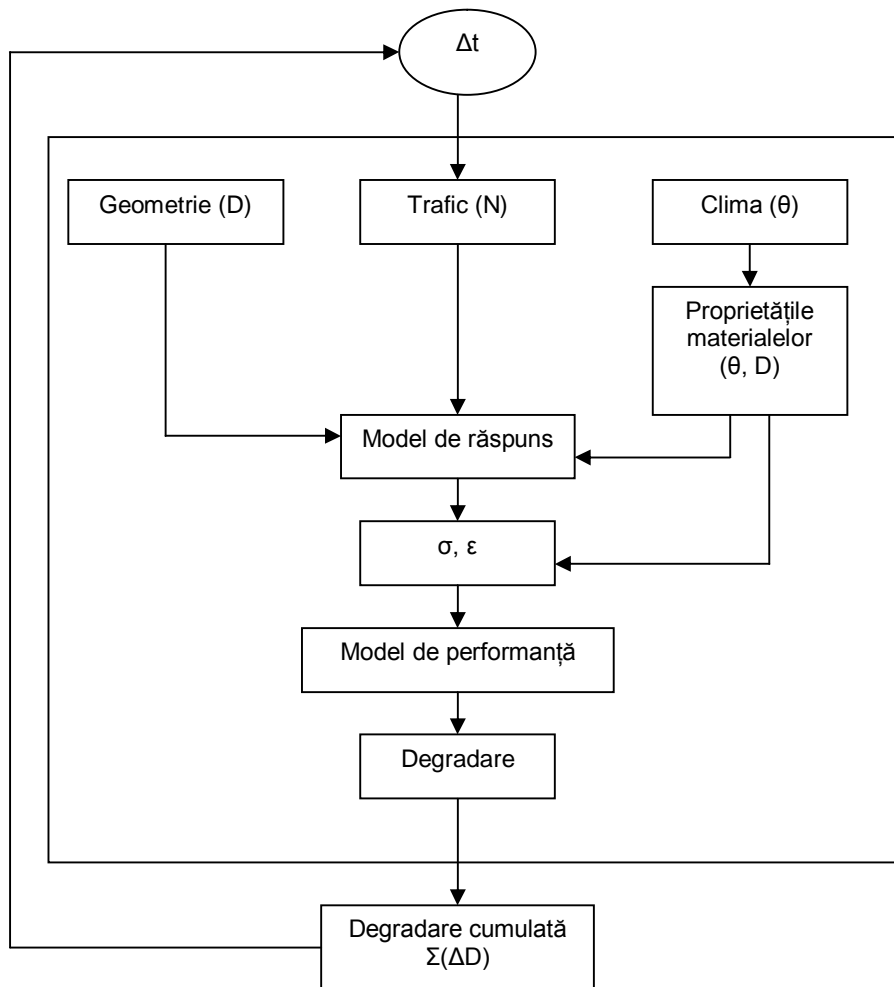 Δt
Geometrie (D)
Trafic (N)
Clima (θ)
Proprietățile
materialelor
(θ, D)
Model de răspuns
σ, ε
Model de performanță
Degradare
Degradare cumulată
Σ(ΔD)